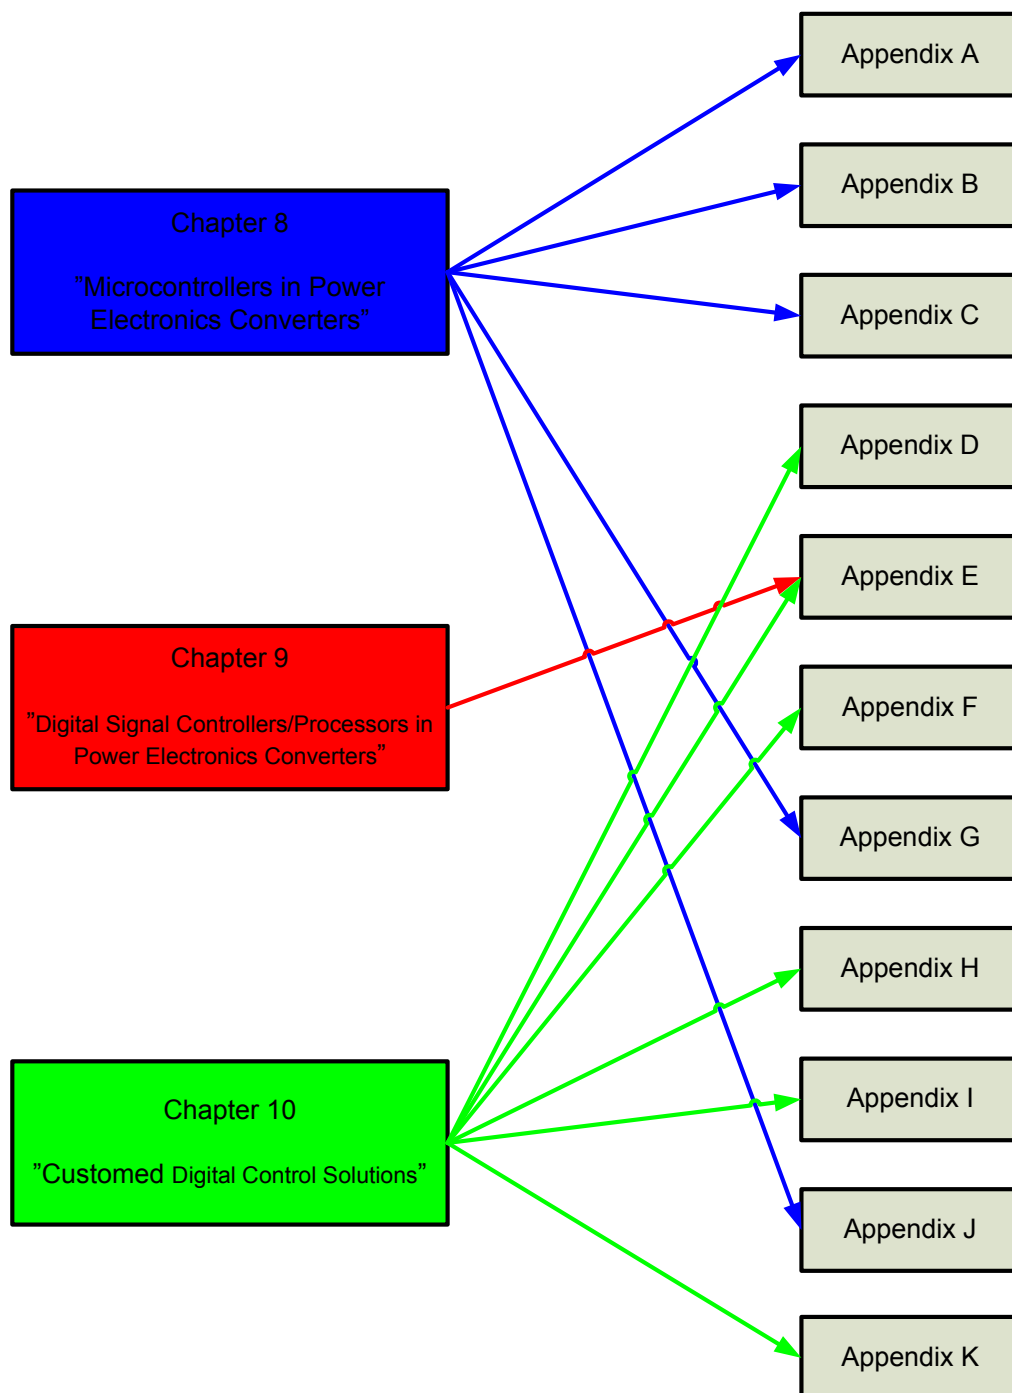 Chapter 8
”Microcontrollers in Power
Electronics Converters”
Chapter 9
”Digital Signal Controllers/Processors in
Power Electronics Converters”
Chapter 10
”Customed Digital Control Solutions”
Appendix A
Appendix B
Appendix C
Appendix D
Appendix E
Appendix F
Appendix G
Appendix H
Appendix I
Appendix J
Appendix K